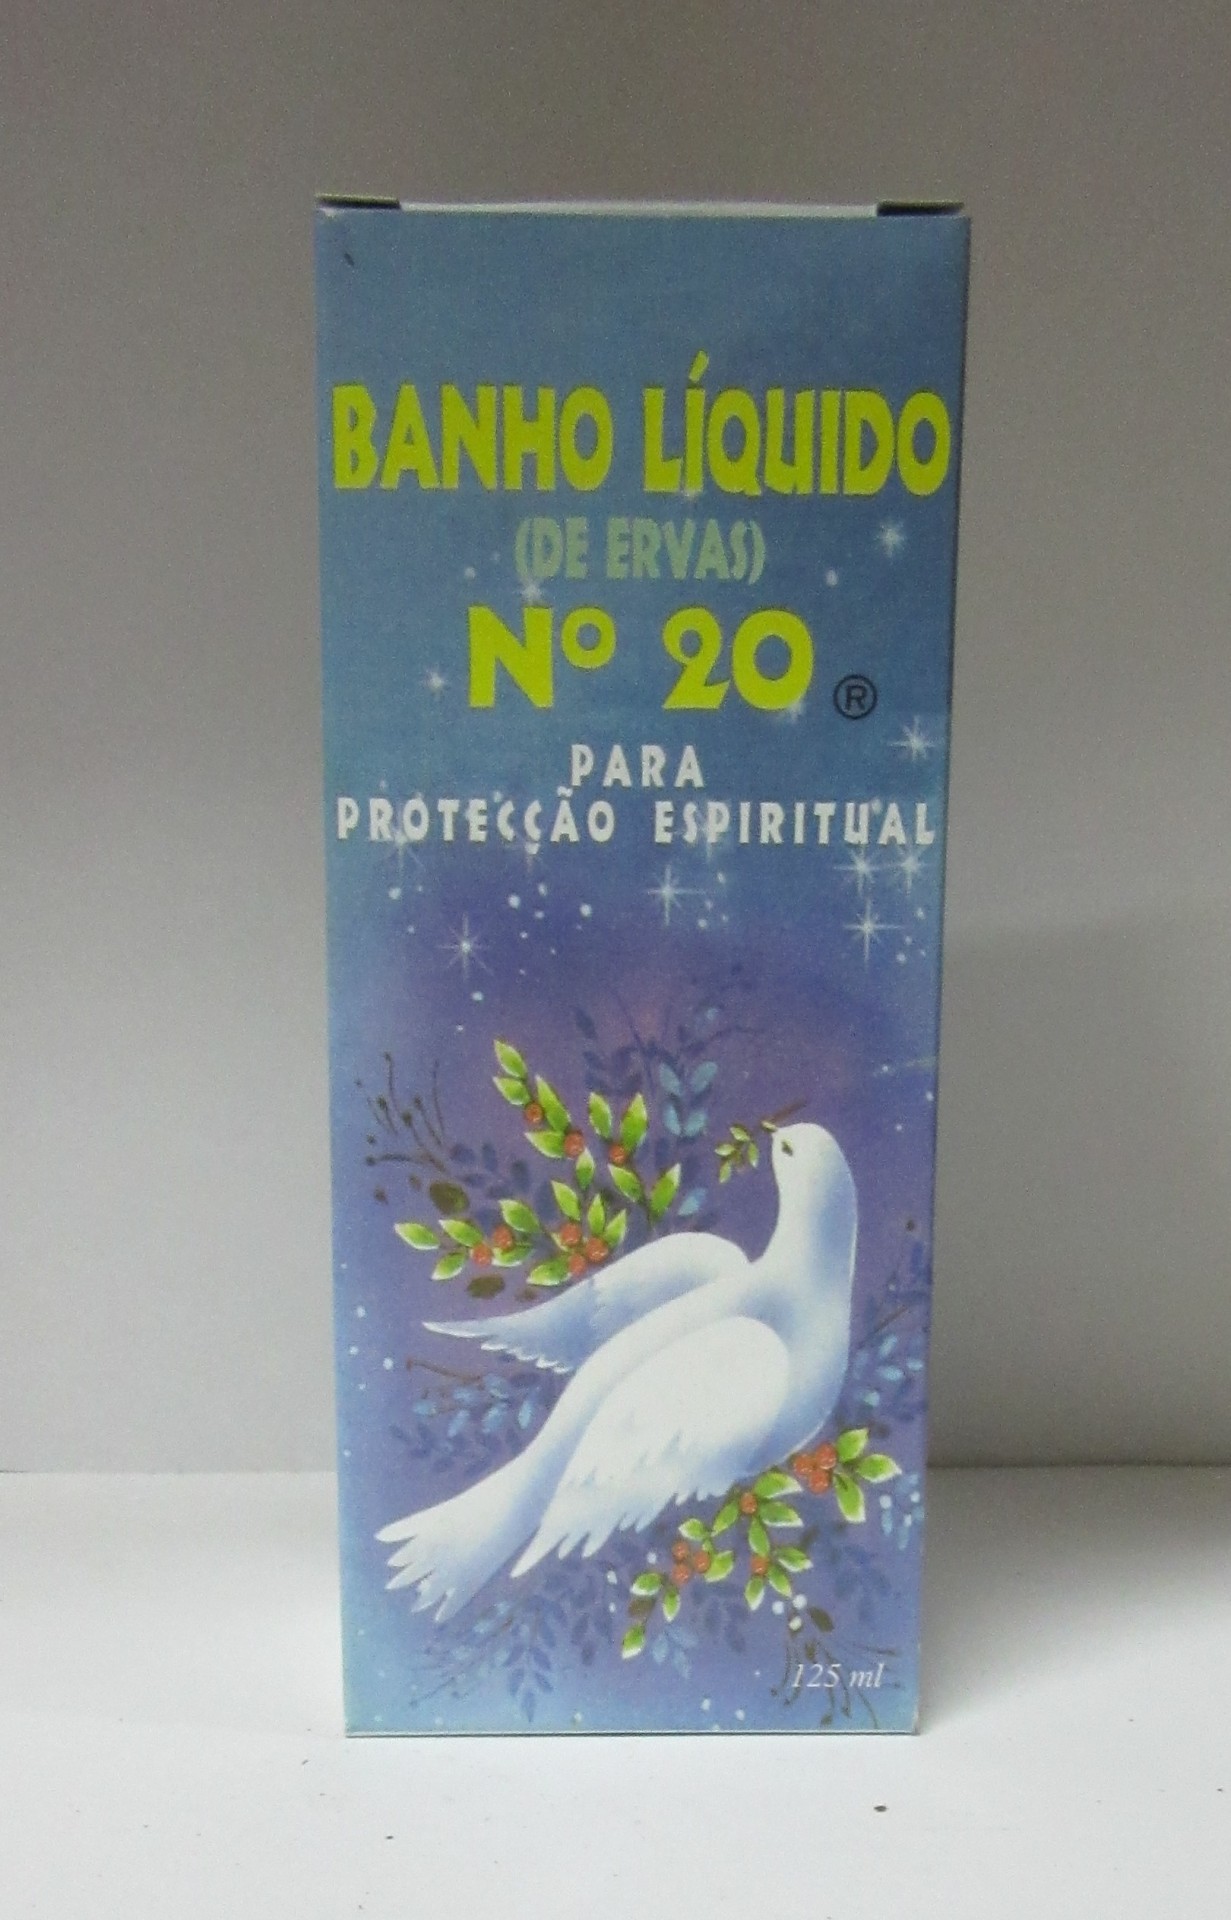 BANHO LÍQUIDO
(DE ERVAS)
Nº 20 ®
PARA
PROTECÇÃO ESPIRITUAL
125 ml